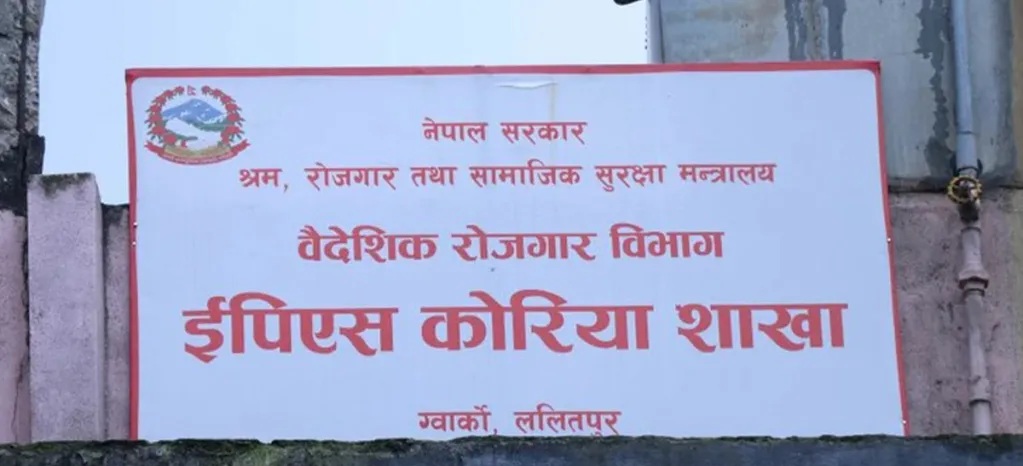 नेपाल सरकार
श्रम, रोजगार तथा सामाजिक सुरक्षा मन्त्रालय
वैदेशिक रोजगार विभाग
ईपिएस कोरिया शाखा
ग्वार्को, ललितपुर